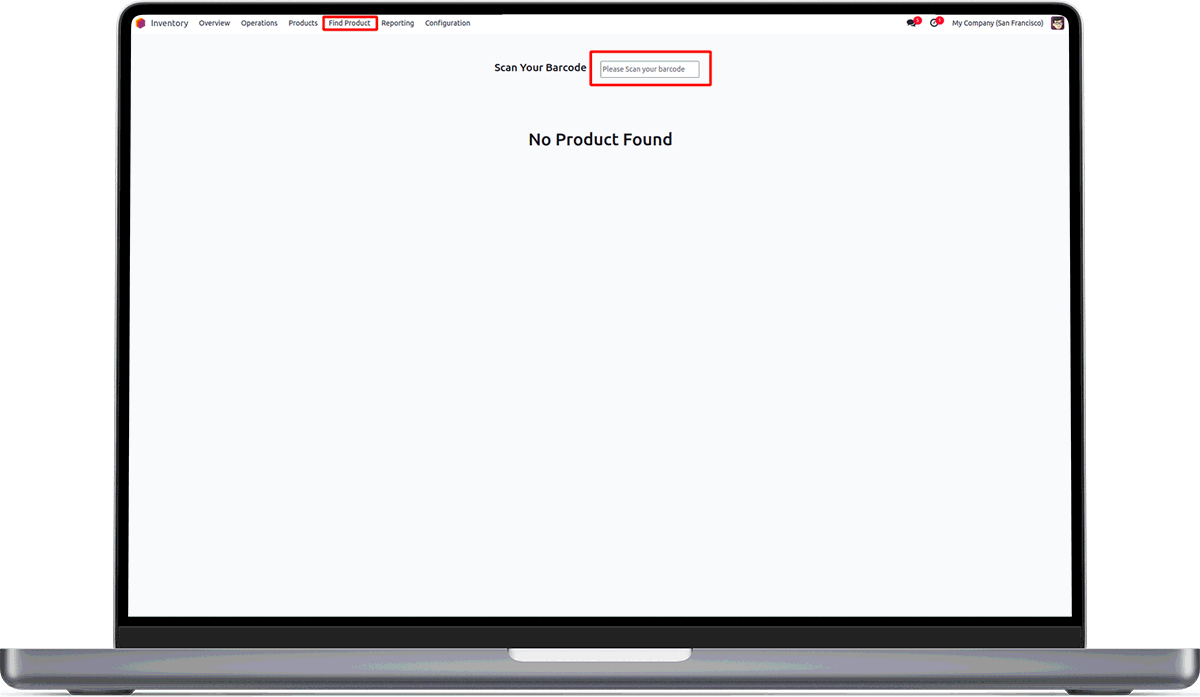 Inventory Overview Operations Products Find Product Reporting Configuration 5 1 My Company (San Francisco)
Scan Your Barcode Please Scan your barcode
No Product Found